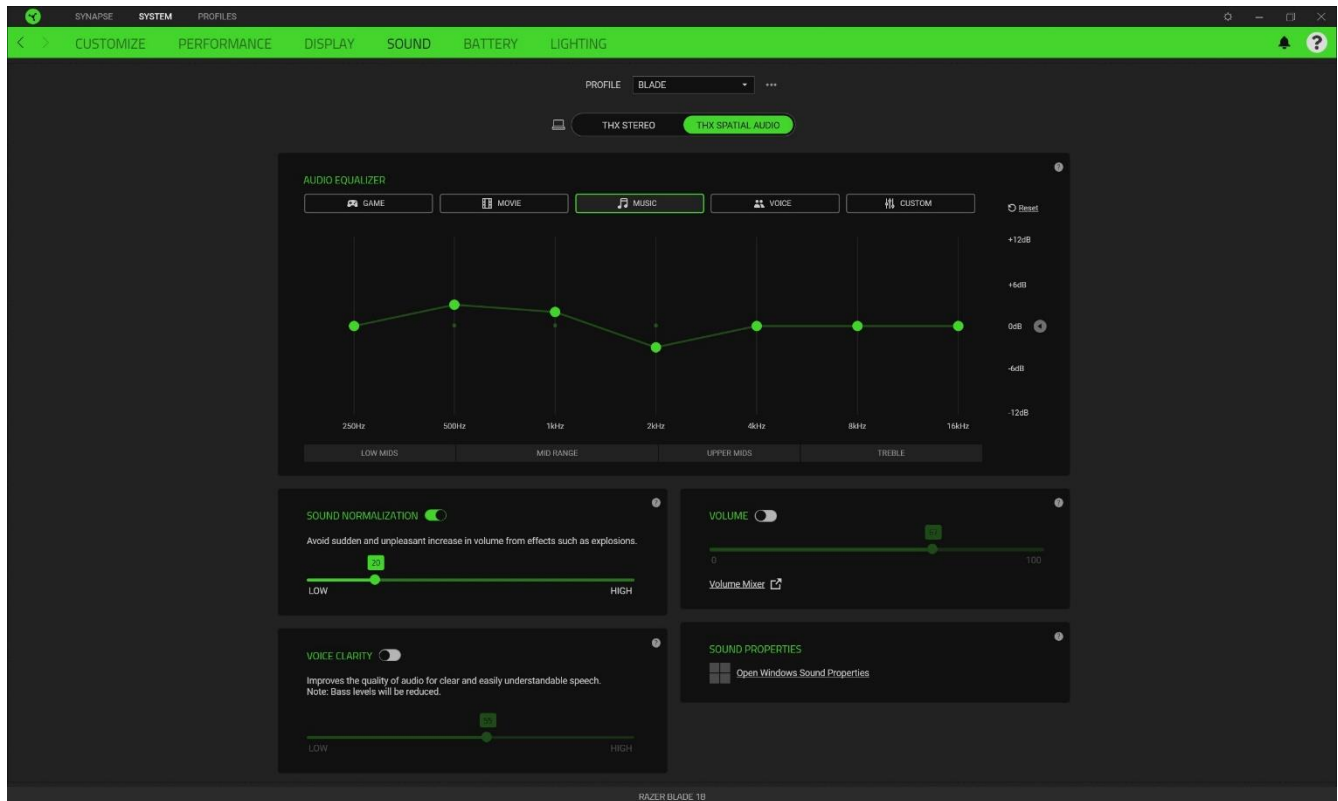 SYNAPSE SYSTEM PROFILES
CUSTOMIZE PERFORMANCE DISPLAY SOUND BATTERY LIGHTING
?
PROFILE BLADE
THX STEREO THX SPATIAL AUDIO
AUDIO EQUALIZER
GAME MOVIE MUSIC VOICE CUSTOM
Reset
+12dB
+6dB
0dB
-6dB
-12dB
250Hz 500Hz 1kHz 2kHz 4kHz 8kHz 16kHz
LOW MIDS MID RANGE UPPER MIDS TREBLE
SOUND NORMALIZATION
Avoid sudden and unpleasant increase in volume from effects such as explosions.
20
LOW HIGH
VOICE CLARITY
Improves the quality of audio for clear and easily understandable speech.
Note: Bass levels will be reduced.
LOW HIGH
VOLUME
0 100
Volume Mixer
SOUND PROPERTIES
Open Windows Sound Properties
RAZER BLADE 18